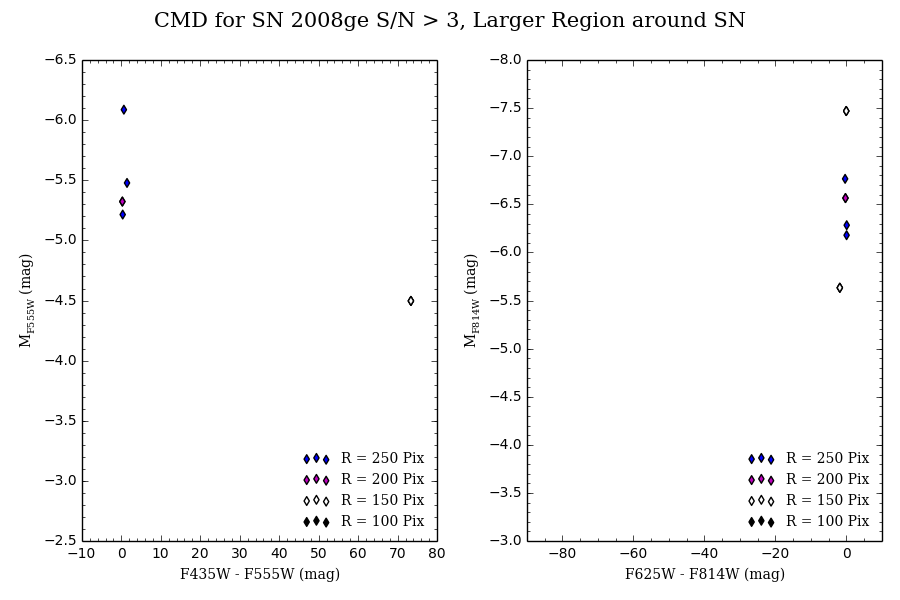 CMD for SN 2008ge S/N > 3, Larger Region around SN
−6.5
−6.0
−5.5
−5.0
−4.5
−4.0
−3.5
−3.0
−2.5
M_F555W (mag)
−10 0 10 20 30 40 50 60 70 80
F435W - F555W (mag)
R = 250 Pix
R = 200 Pix
R = 150 Pix
R = 100 Pix
−8.0
−7.5
−7.0
−6.5
−6.0
−5.5
−5.0
−4.5
−4.0
−3.5
−3.0
M_F814W (mag)
−80 −60 −40 −20 0
F625W - F814W (mag)
R = 250 Pix
R = 200 Pix
R = 150 Pix
R = 100 Pix